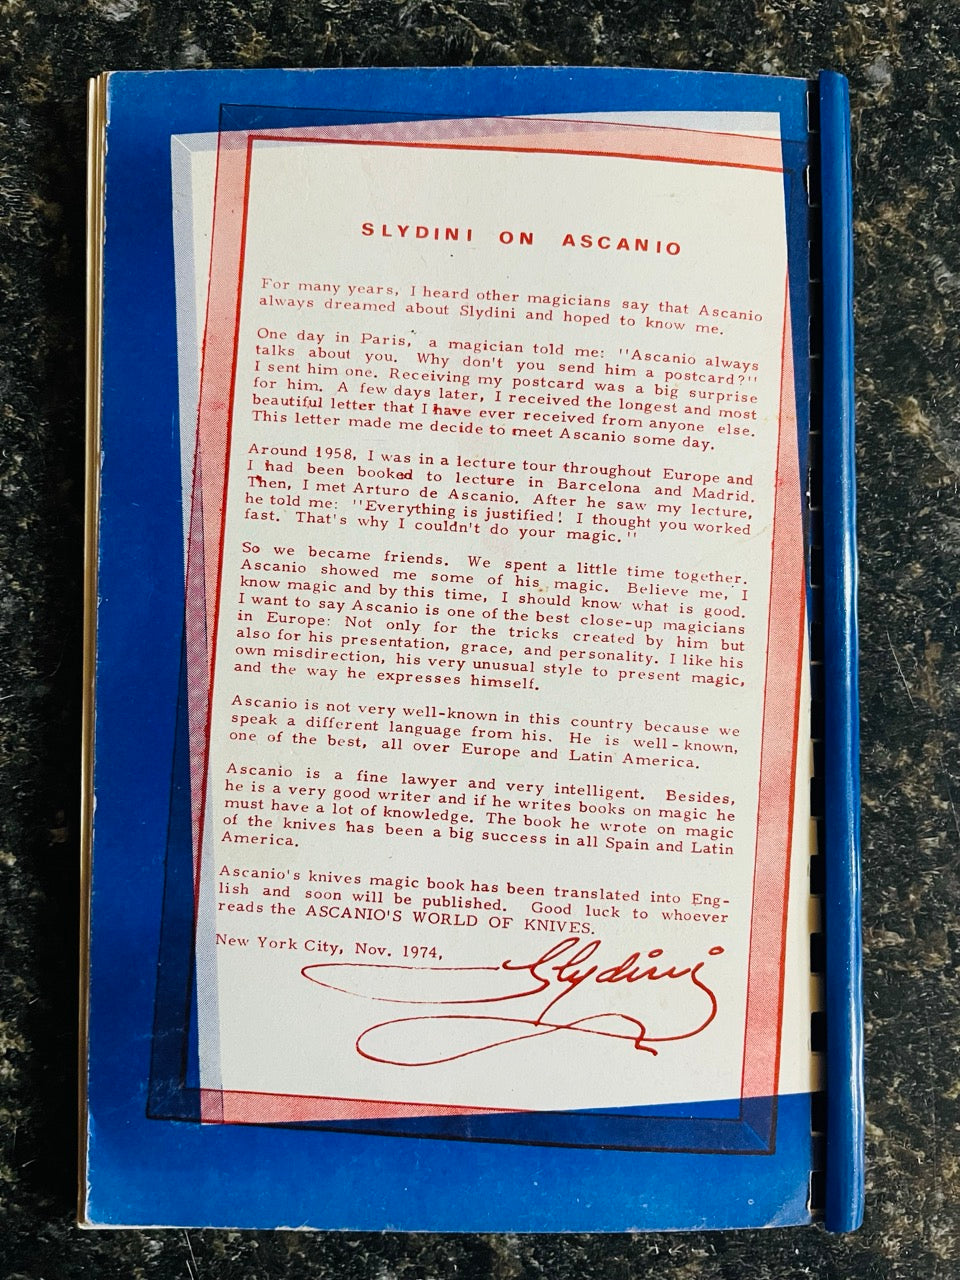 SLYDINI ON ASCANIO
For many years, I heard other magicians say that Ascanio
always dreamed about Slydini and hoped to know me.
One day in Paris, a magician told me: "Ascanio always
talks about you. Why don't you send him a postcard?"
I sent him one. Receiving my postcard was a big surprise
for him. A few days later, I received the longest and most
beautiful letter that I have ever received from anyone else.
This letter made me decide to meet Ascanio some day.
Around 1958, I was in a lecture tour throughout Europe and
I had been booked to lecture in Barcelona and Madrid.
Then, I met Arturo de Ascanio. After he saw my lecture,
he told me: "Everything is justified! I thought you worked
fast. That's why I couldn't do your magic."
So we became friends. We spent a little time together.
Ascanio showed me some of his magic. Believe me, I
know magic and by this time, I should know what is good.
I want to say Ascanio is one of the best close-up magicians
in Europe: Not only for the tricks created by him but
also for his presentation, grace, and personality. I like his
own misdirection, his very unusual style to present magic,
and the way he expresses himself.
Ascanio is not very well-known in this country because we
speak a different language from his. He is well-known,
one of the best, all over Europe and Latin America.
Ascanio is a fine lawyer and very intelligent. Besides,
he is a very good writer and if he writes books on magic he
must have a lot of knowledge. The book he wrote on magic
of the knives has been a big success in all Spain and Latin
America.
Ascanio's knives magic book has been translated into Eng-
lish and soon will be published. Good luck to whoever
reads the ASCANIO'S WORLD OF KNIVES.
New York City, Nov. 1974,
Slydini